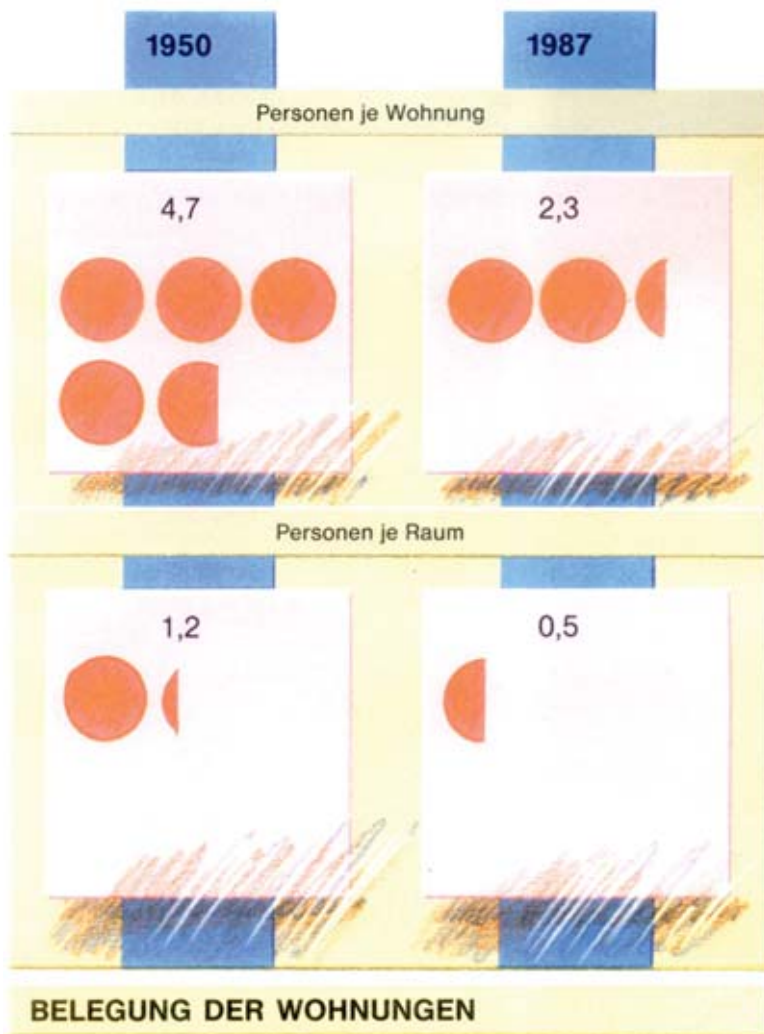 1950 1987
Personen je Wohnung
4,7 2,3
Personen je Raum
1,2 0,5
BELEGUNG DER WOHNUNGEN